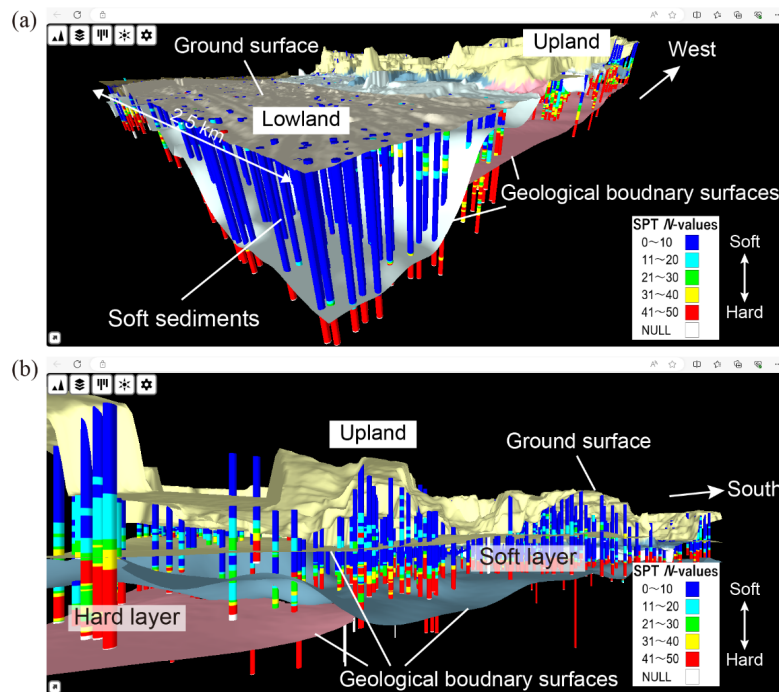 (a)
Ground surface
Upland
West
Lowland
2.5 km
Geological boudnary surfaces
Soft sediments
SPT N-values
0～10
11～20
21～30
31～40
41～50
NULL
Soft
Hard
(b)
Upland
Ground surface
South
Soft layer
Hard layer
Geological boudnary surfaces
SPT N-values
0～10
11～20
21～30
31～40
41～50
NULL
Soft
Hard